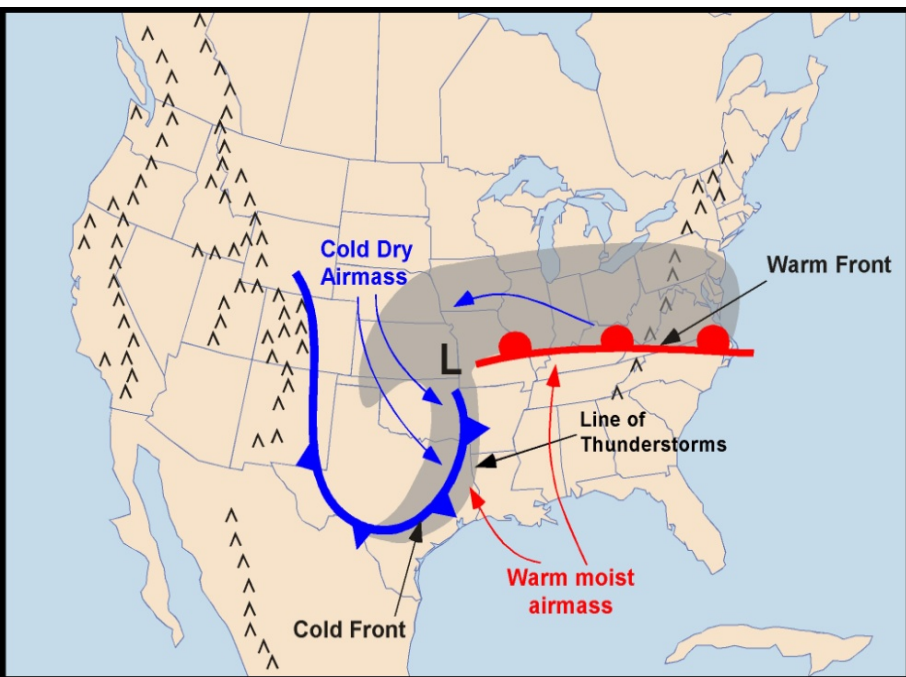 Cold Dry
Airmass
Warm Front
L
Line of
Thunderstorms
Warm moist
airmass
Cold Front